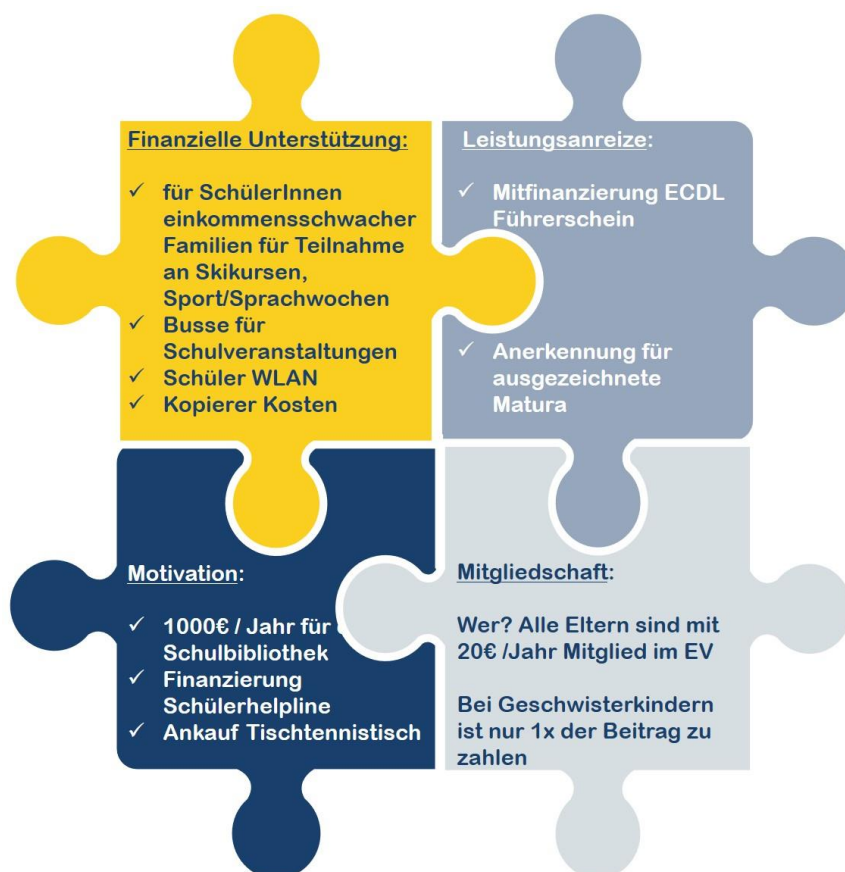 Finanzielle Unterstützung:
✓ für SchülerInnen
einkommensschwacher
Familien für Teilnahme
an Skikursen,
Sport/Sprachwochen
✓ Busse für
Schulveranstaltungen
✓ Schüler WLAN
✓ Kopierer Kosten
Leistungsanreize:
✓ Mitfinanzierung ECDL
Führerschein
✓ Anerkennung für
ausgezeichnete
Matura
Motivation:
✓ 1000€ / Jahr für
Schulbibliothek
✓ Finanzierung
Schülerhelpline
✓ Ankauf Tischtennistisch
Mitgliedschaft:
Wer? Alle Eltern sind mit
20€ /Jahr Mitglied im EV
Bei Geschwisterkindern
ist nur 1x der Beitrag zu
zahlen